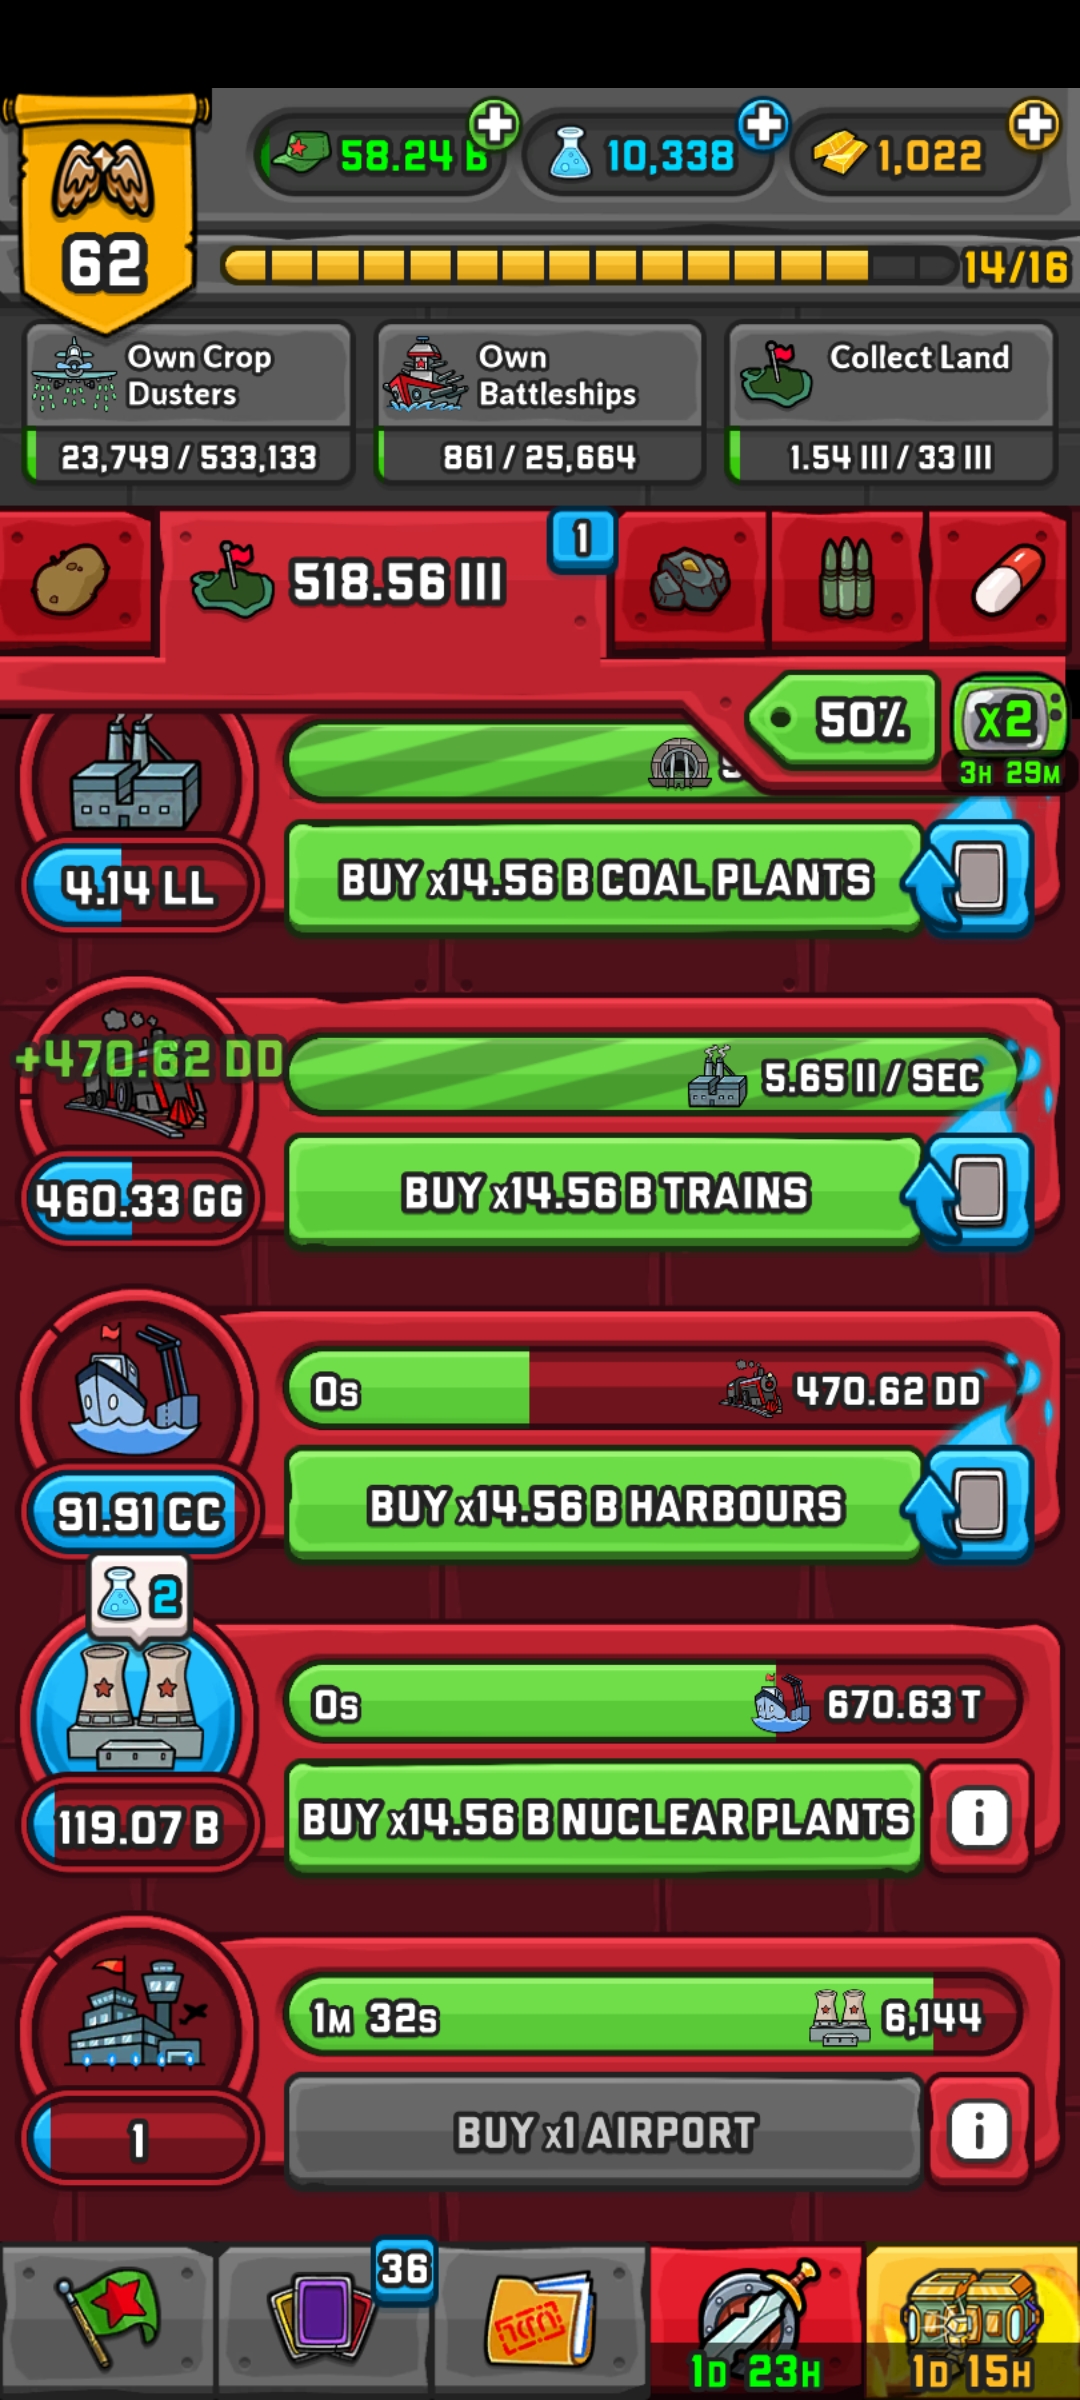 58.24 B
10,338
1,022
62
14/16
Own Crop
Dusters
23,749 / 533,133
Own
Battleships
861 / 25,664
Collect Land
1.54 III / 33 III
518.56 III
1
50%
x2
3H 29M
4.14 LL
BUY x14.56 B COAL PLANTS
+470.62 DD
5.65 II / SEC
460.33 GG
BUY x14.56 B TRAINS
0s
470.62 DD
91.91 CC
BUY x14.56 B HARBOURS
2
0s
670.63 T
119.07 B
BUY x14.56 B NUCLEAR PLANTS
i
1M 32s
6,144
1
BUY x1 AIRPORT
i
36
1D 23H
1D 15H